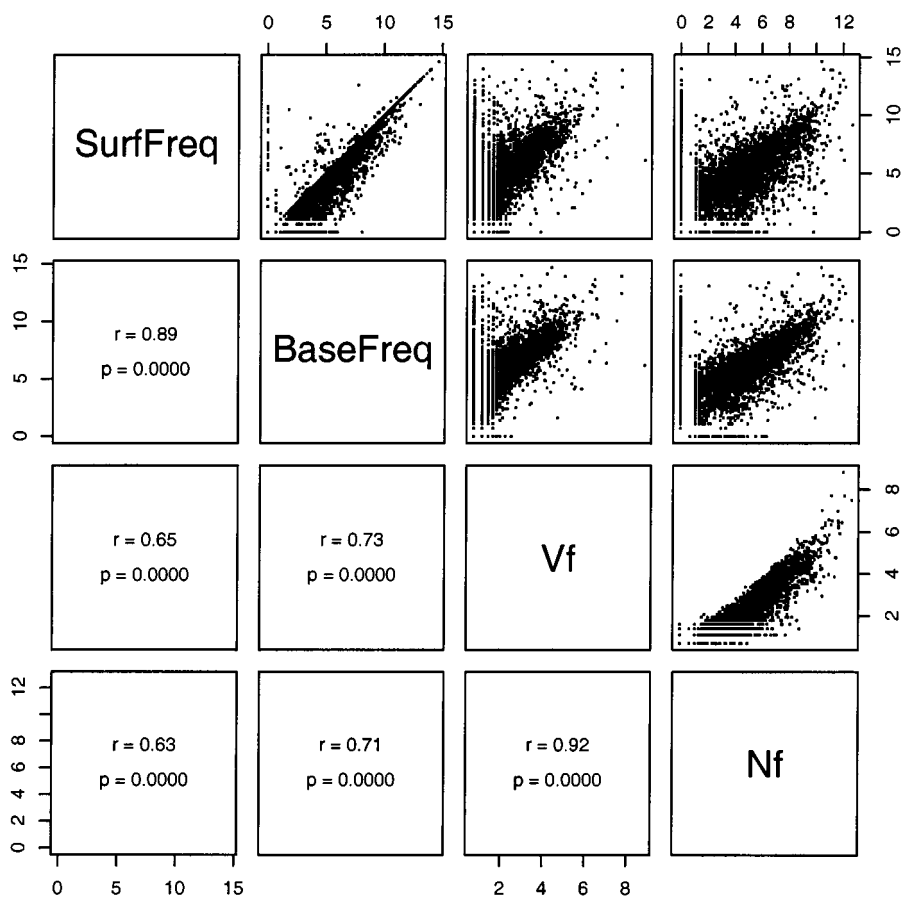 0 5 10 15 0 2 4 6 8 12
SurfFreq
0 5 10 15
0 5 10 15
r = 0.89
p = 0.0000
BaseFreq
r = 0.65
p = 0.0000
r = 0.73
p = 0.0000
Vf
2 4 6 8
0 2 4 6 8 12
r = 0.63
p = 0.0000
r = 0.71
p = 0.0000
r = 0.92
p = 0.0000
Nf
0 5 10 15 2 4 6 8